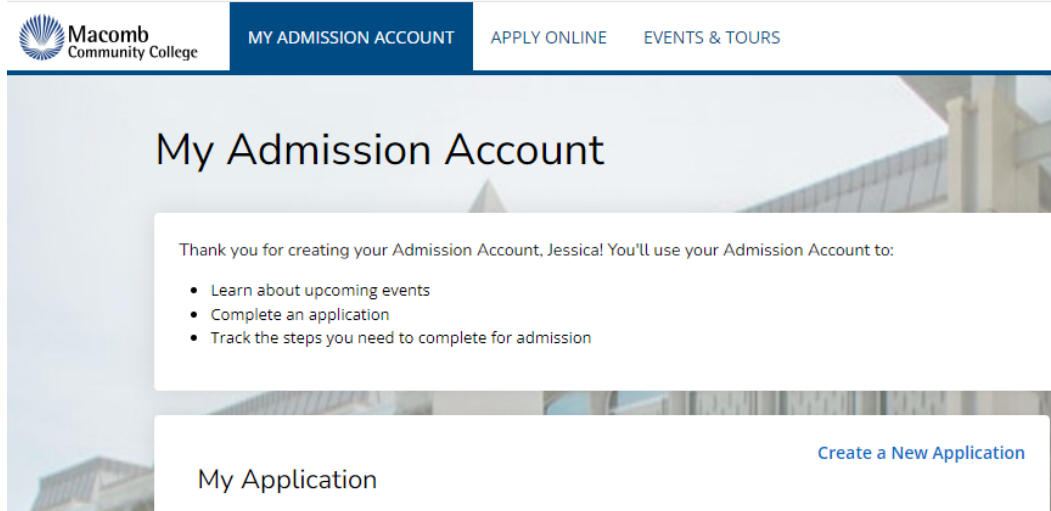 Macomb
Community College
MY ADMISSION ACCOUNT
APPLY ONLINE
EVENTS & TOURS
My Admission Account
Thank you for creating your Admission Account, Jessica! You'll use your Admission Account to:
• Learn about upcoming events
• Complete an application
• Track the steps you need to complete for admission
Create a New Application
My Application